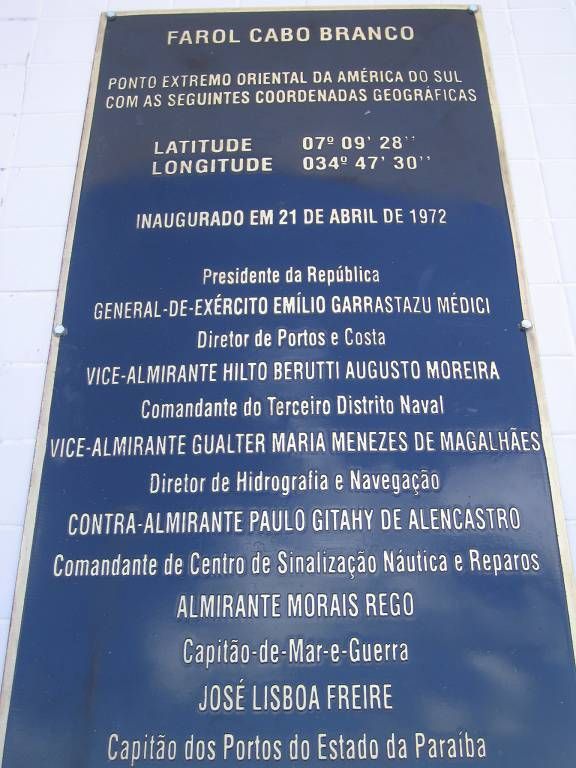 FAROL CABO BRANCO
PONTO EXTREMO ORIENTAL DA AMÉRICA DO SUL
COM AS SEGUINTES COORDENADAS GEOGRÁFICAS
LATITUDE 07º 09' 28''
LONGITUDE 034º 47' 30''
INAUGURADO EM 21 DE ABRIL DE 1972
Presidente da República
GENERAL-DE-EXÉRCITO EMÍLIO GARRASTAZU MÉDICI
Diretor de Portos e Costa
VICE-ALMIRANTE HILTO BERUTTI AUGUSTO MOREIRA
Comandante do Terceiro Distrito Naval
VICE-ALMIRANTE GUALTER MARIA MENEZES DE MAGALHÃES
Diretor de Hidrografia e Navegação
CONTRA-ALMIRANTE PAULO GITAHY DE ALENCASTRO
Comandante de Centro de Sinalização Náutica e Reparos
ALMIRANTE MORAIS REGO
Capitão-de-Mar-e-Guerra
JOSÉ LISBOA FREIRE
Capitão dos Portos do Estado da Paraíba